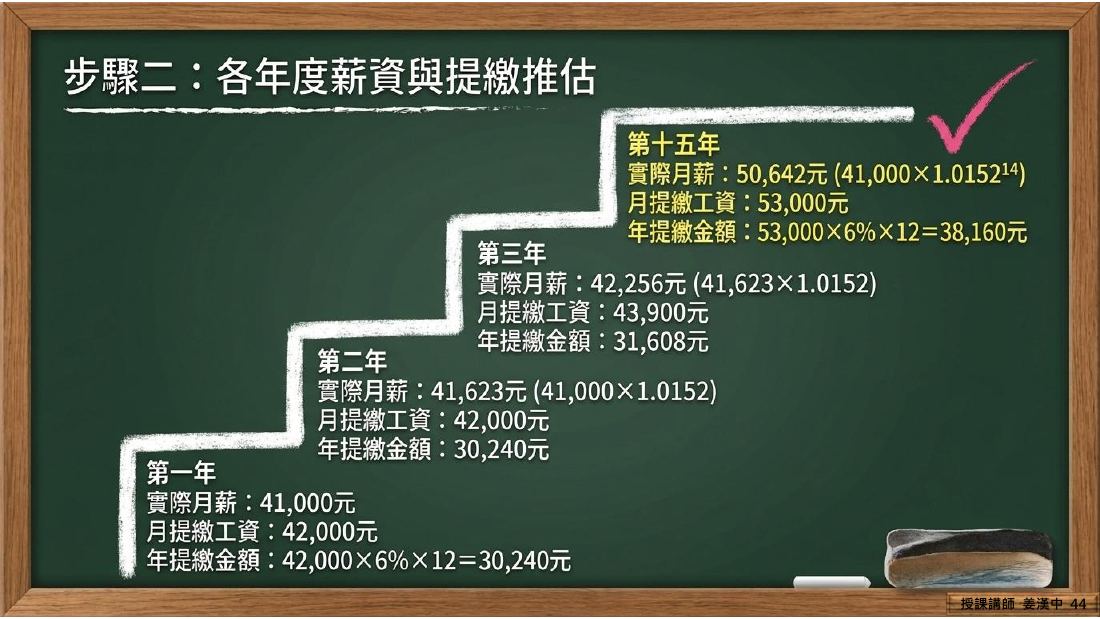 步驟二：各年度薪資與提繳推估
第十五年
實際月薪：50,642元 (41,000×1.0152¹⁴)
月提繳工資：53,000元
年提繳金額：53,000×6%×12＝38,160元
第三年
實際月薪：42,256元 (41,623×1.0152)
月提繳工資：43,900元
年提繳金額：31,608元
第二年
實際月薪：41,623元 (41,000×1.0152)
月提繳工資：42,000元
年提繳金額：30,240元
第一年
實際月薪：41,000元
月提繳工資：42,000元
年提繳金額：42,000×6%×12＝30,240元
授課講師 姜漢中 44